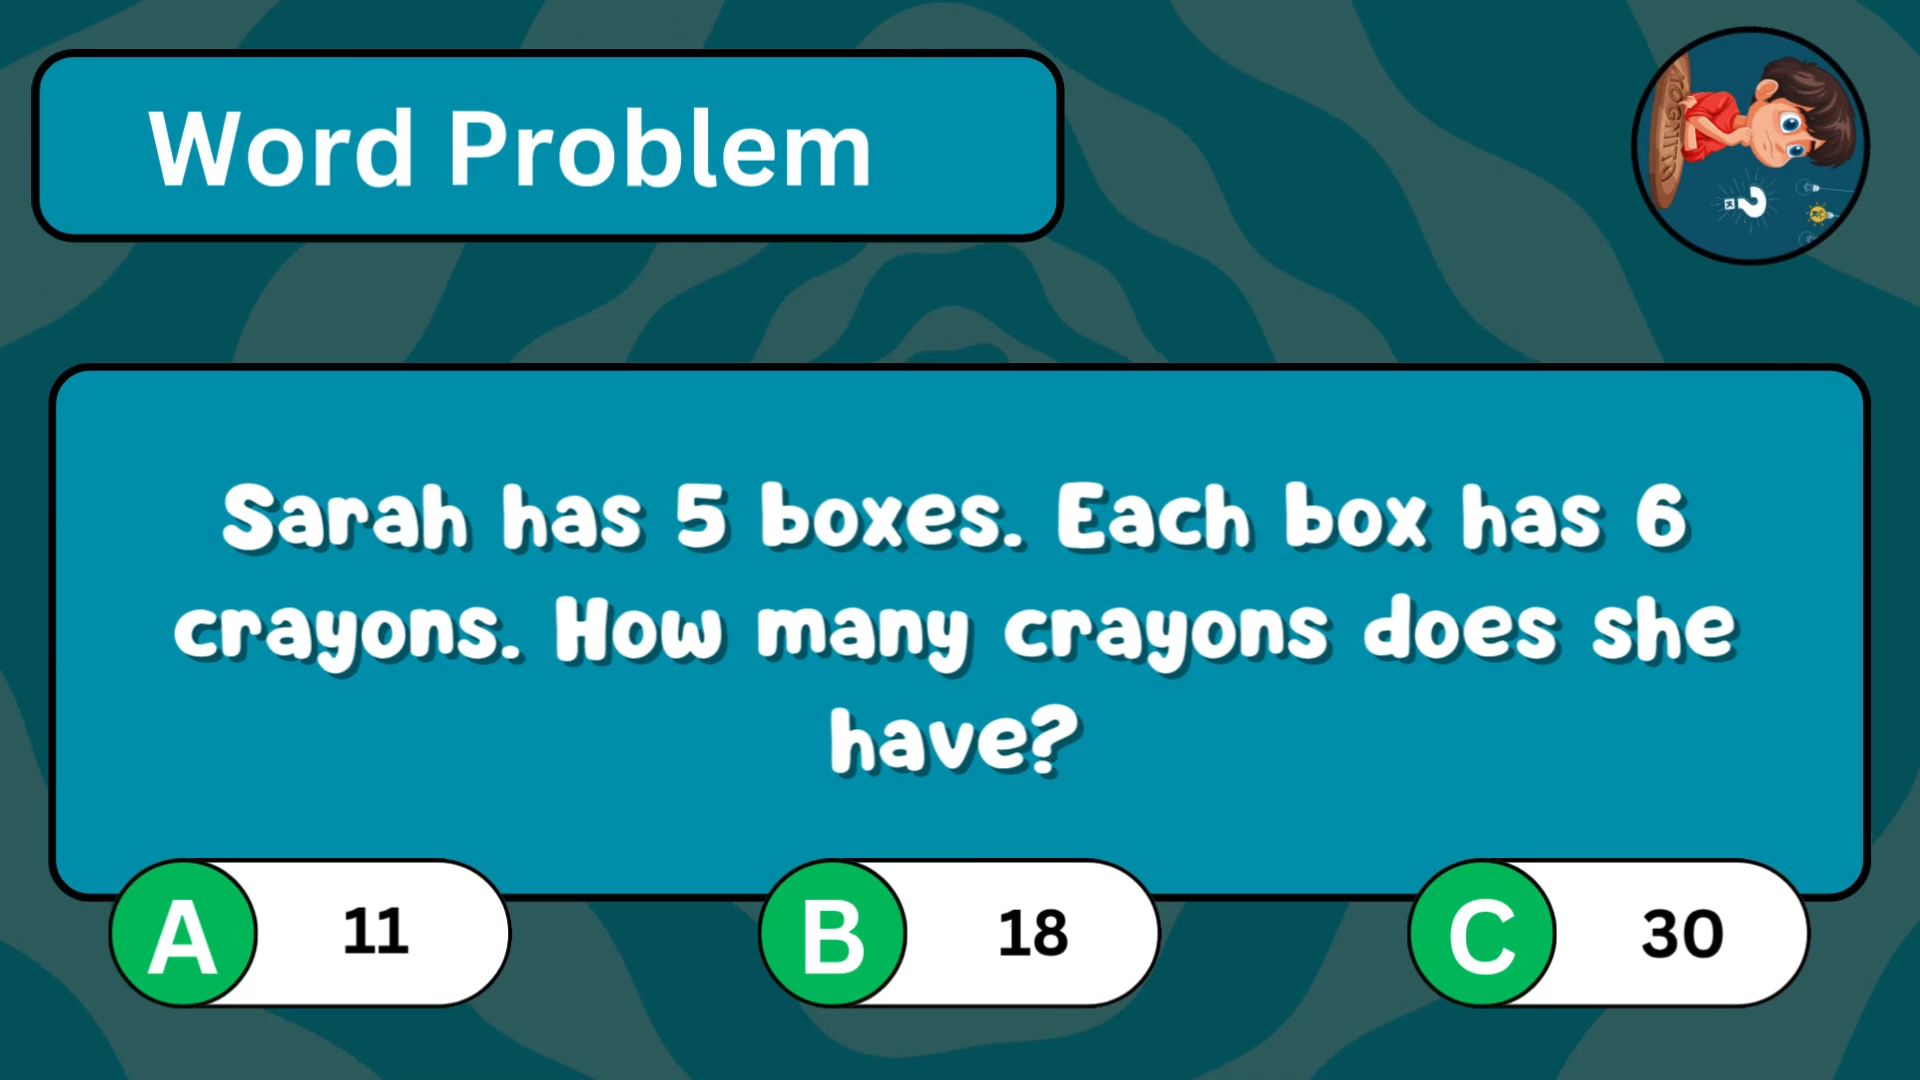 Word Problem
COGNITO
?
K
Sarah has 5 boxes. Each box has 6
crayons. How many crayons does she
have?
A 11
B 18
C 30